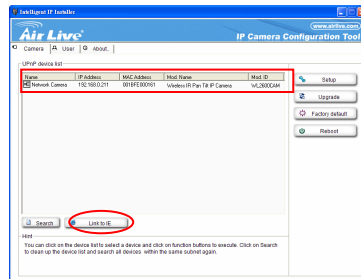 Intelligent IP Installer
Air Live
www.airlive.com
IP Camera Configuration Tool
Camera User About..
UPnP device list
Name IP Address MAC Address Mod. Name Mod. ID
Network Camera 192.168.0.211 001BFE000161 Wireless IR Pan Tilt IP Camera WL2600CAM
Setup
Upgrade
Factory default
Reboot
Search Link to IE
Hint
You can click on the device list to select a device and click on function buttons to execute. Click on Search
to clean up the device list and search all devices within the same subnet again.